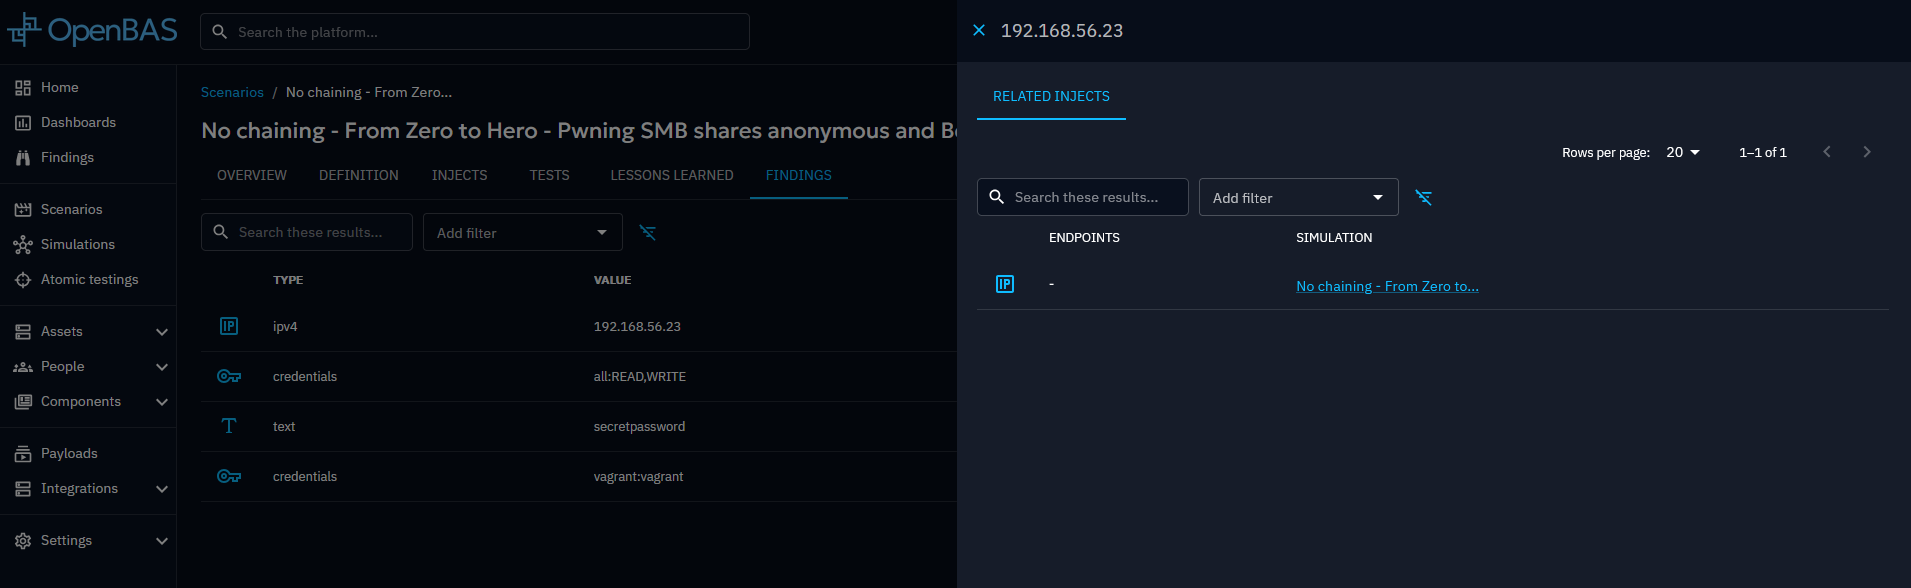 OpenBAS
Search the platform...
Home
Dashboards
Findings
Scenarios
Simulations
Atomic testings
Assets
People
Components
Payloads
Integrations
Settings
Scenarios / No chaining - From Zero...
No chaining - From Zero to Hero - Pwning SMB shares anonymous and
OVERVIEW DEFINITION INJECTS TESTS LESSONS LEARNED FINDINGS
Search these results... Add filter
TYPE VALUE
IP ipv4 192.168.56.23
credentials all:READ,WRITE
T text secretpassword
credentials vagrant:vagrant
192.168.56.23
RELATED INJECTS
Rows per page: 20 1–1 of 1
Search these results... Add filter
ENDPOINTS SIMULATION
IP - No chaining - From Zero to...